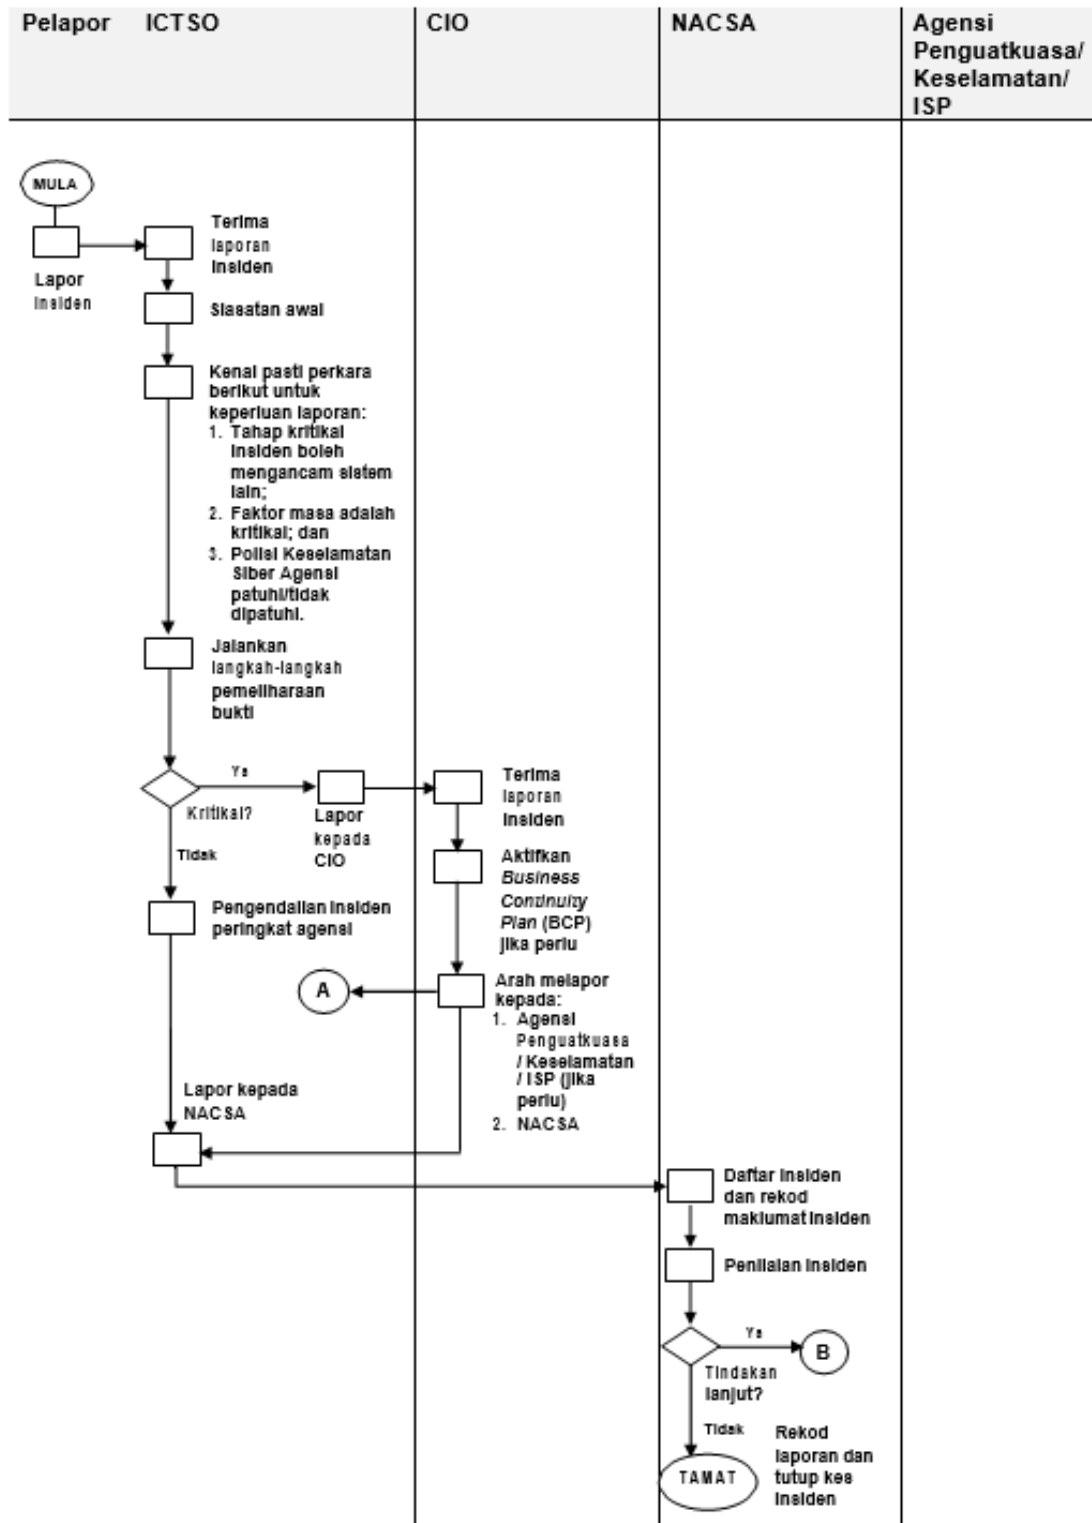 Pelapor ICTSO CIO NACSA Agensi
Penguatkuasa/
Keselamatan/
ISP
MULA
Lapor
Insiden
Terima
laporan
Insiden
Siasatan awal
Kenal pasti perkara
berikut untuk
keperluan laporan:
1. Tahap kritikal
Insiden boleh
mengancam sistem
lain;
2. Faktor masa adalah
kritikal; dan
3. Polisi Keselamatan
Siber Agensi
patuhi/tidak
dipatuhi.
Jalankan
langkah-langkah
pemeliharaan
bukti
Kritikal?
Ya
Tidak
Lapor
kepada
CIO
Terima
laporan
Insiden
Aktifkan
Business
Continuity
Plan (BCP)
jika perlu
Pengendalian Insiden
peringkat agensi
A
Arah melapor
kepada:
1. Agensi
Penguatkuasa
/ Keselamatan
/ ISP (jika
perlu)
2. NACSA
Lapor kepada
NACSA
Daftar Insiden
dan rekod
maklumat Insiden
Penilaian Insiden
Ya
B
Tindakan
lanjut?
Tidak
TAMAT
Rekod
laporan dan
tutup kes
Insiden